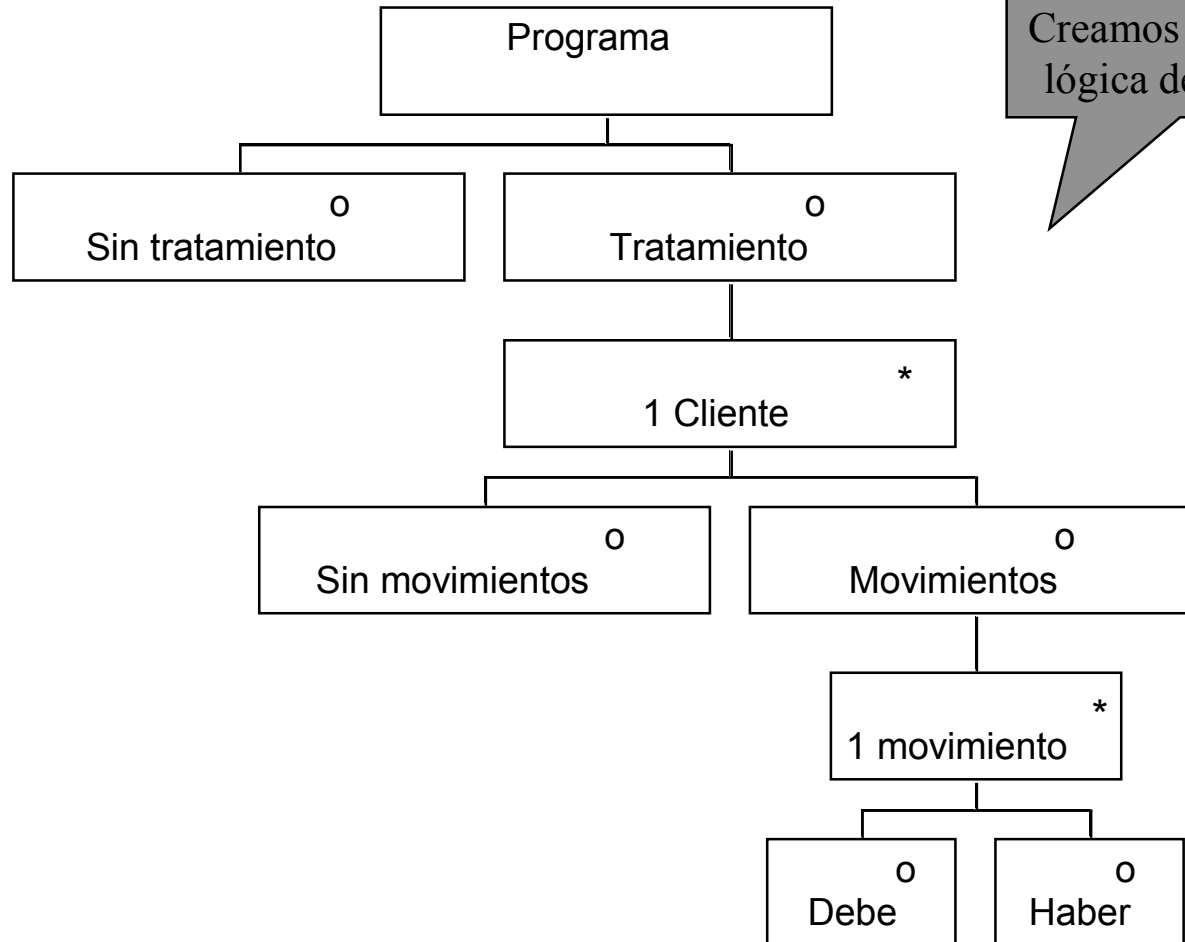 Programa
Creamos
lógica de
o
Sin tratamiento
o
Tratamiento
*
1 Cliente
o
Sin movimientos
o
Movimientos
*
1 movimiento
o
Debe
o
Haber